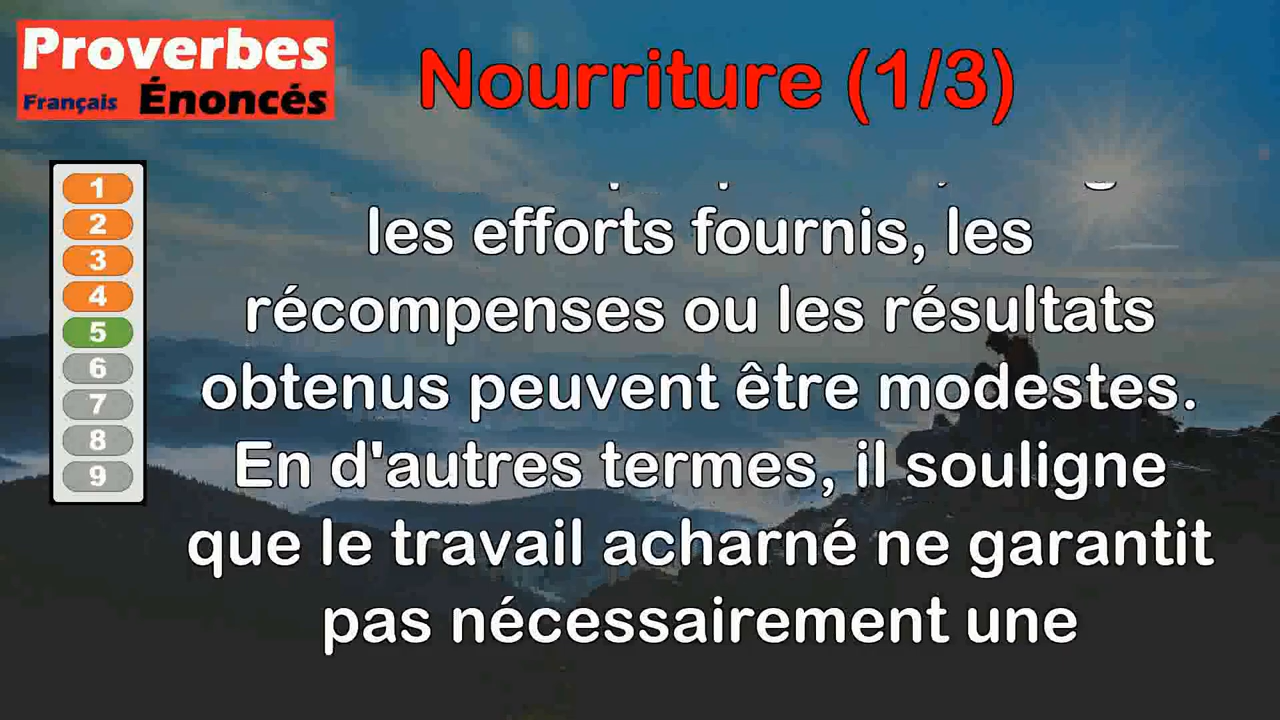 Proverbes
Français Énoncés
Nourriture (1/3)
1
2
3
4
5
6
7
8
9
les efforts fournis, les
récompenses ou les résultats
obtenus peuvent être modestes.
En d'autres termes, il souligne
que le travail acharné ne garantit
pas nécessairement une